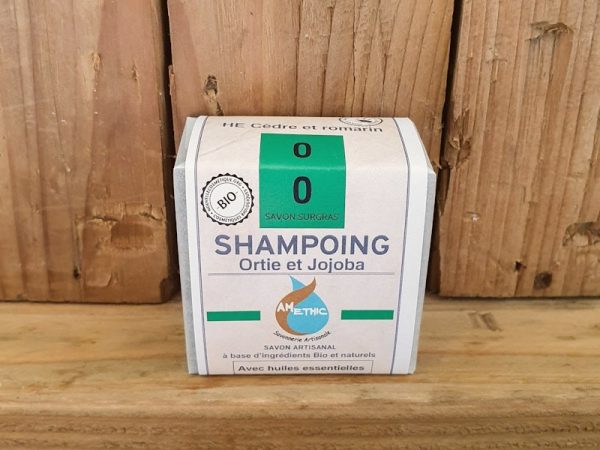 HE Cèdre et romarin
0
0
SAVON SURGRAS
BIO
SHAMPOING
Ortie et Jojoba
AMETHIC
Savonnerie Artisanale
SAVON ARTISANAL
à base d'ingrédients Bio et naturels
Avec huiles essentielles